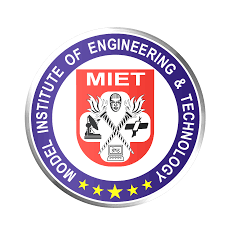 MODEL INSTITUTE OF ENGINEERING & TECHNOLOGY
MIET